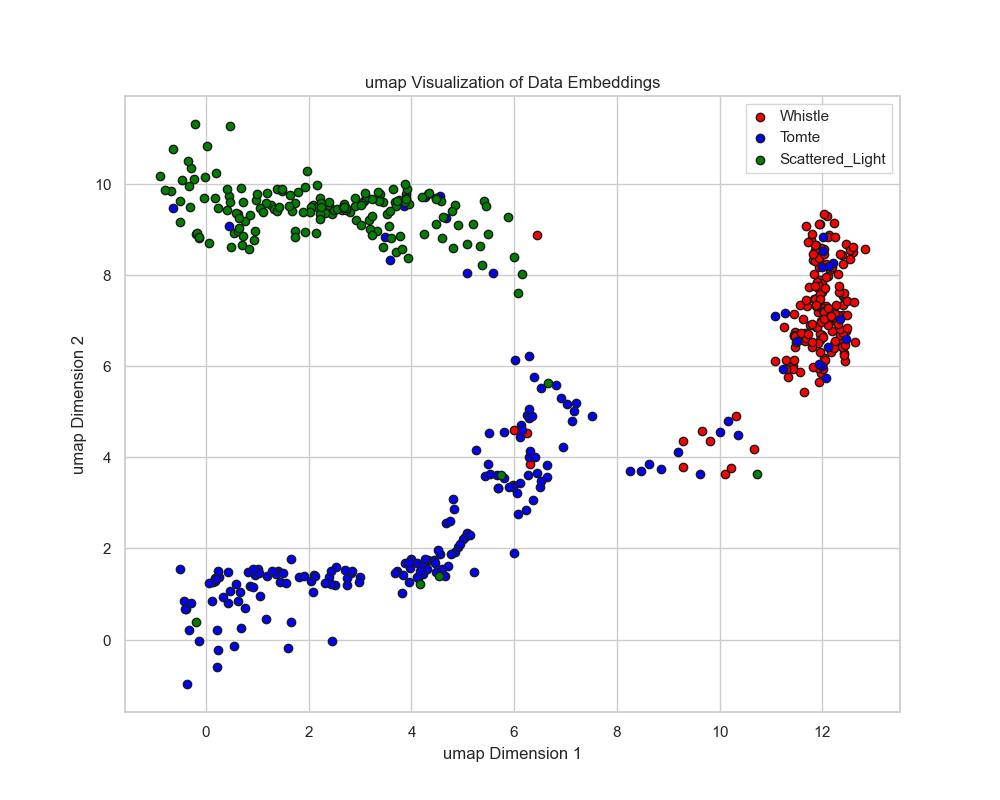 umap Visualization of Data Embeddings
Whistle
Tomte
Scattered_Light
umap Dimension 2
10
8
6
4
2
0
0 2 4 6 8 10 12
umap Dimension 1